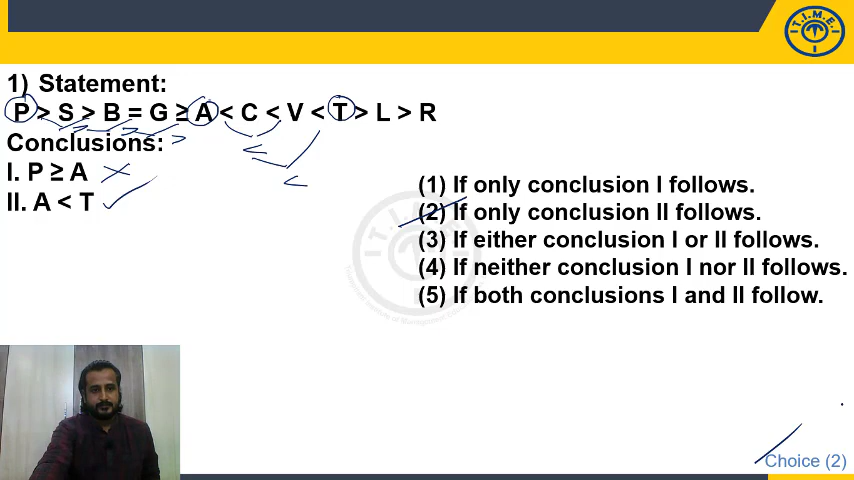 T.I.M.E.
1) Statement:
P > S > B = G ≥ A < C < V < T > L > R
Conclusions: >
<
I. P ≥ A
<
II. A < T
(1) If only conclusion I follows.
(2) If only conclusion II follows.
(3) If either conclusion I or II follows.
(4) If neither conclusion I nor II follows.
(5) If both conclusions I and II follow.
T.I.M.E.
Choice (2)